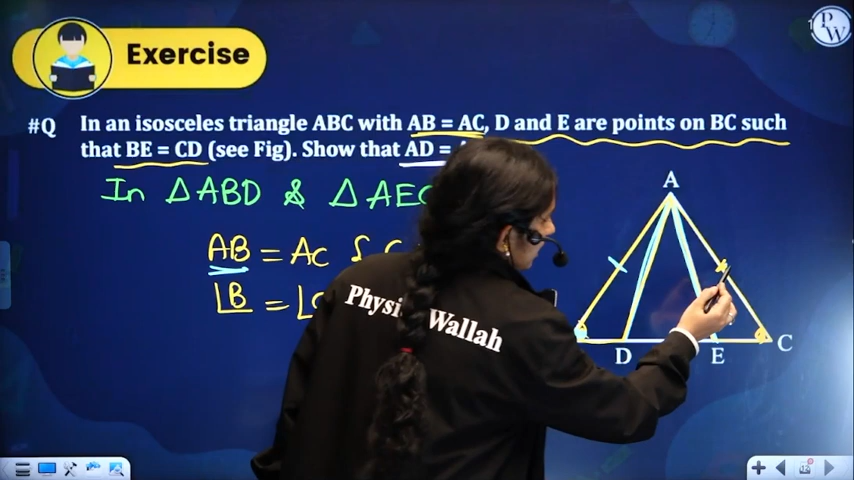 Exercise
PW
#Q In an isosceles triangle ABC with AB = AC, D and E are points on BC such
that BE = CD (see Fig). Show that AD =
In ΔABD & ΔAEC
AB = AC
∠B = ∠C
A
D
E
C
Physics Wallah